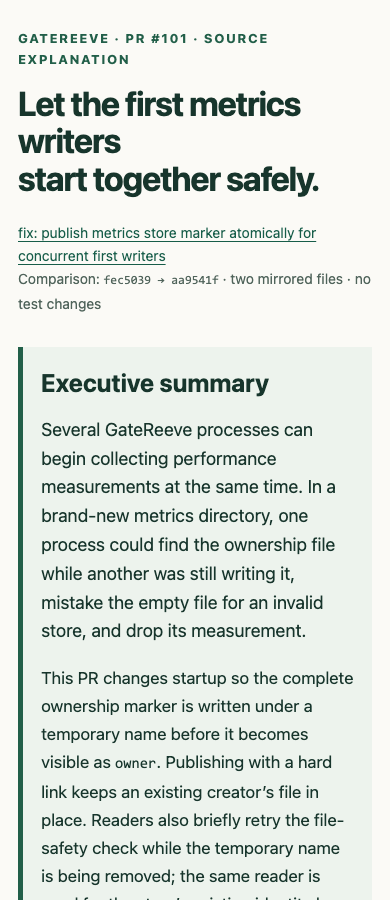 GATEREEVE · PR #101 · SOURCE
EXPLANATION
Let the first metrics
writers
start together safely.
fix: publish metrics store marker atomically for
concurrent first writers
Comparison: fec5039 → aa9541f · two mirrored files · no
test changes
Executive summary
Several GateReeve processes can
begin collecting performance
measurements at the same time. In a
brand-new metrics directory, one
process could find the ownership file
while another was still writing it,
mistake the empty file for an invalid
store, and drop its measurement.
This PR changes startup so the complete
ownership marker is written under a
temporary name before it becomes
visible as owner. Publishing with a hard
link keeps an existing creator’s file in
place. Readers also briefly retry the file-
safety check while the temporary name
is being removed; the same reader is